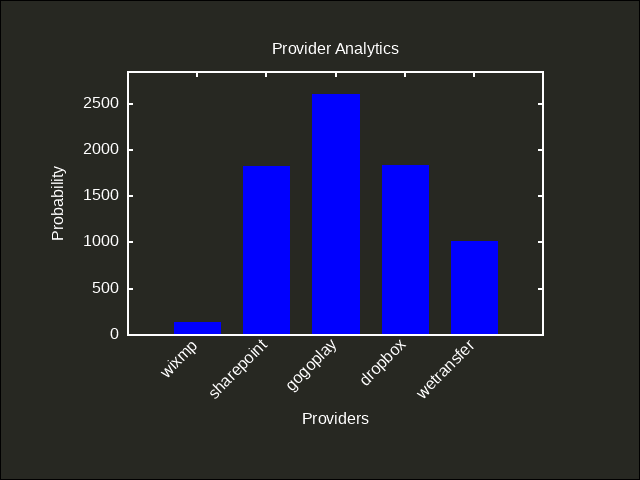 Provider Analytics
2500
2000
1500
1000
500
0
Probability
wixmp
sharepoint
gogoplay
dropbox
wetransfer
Providers